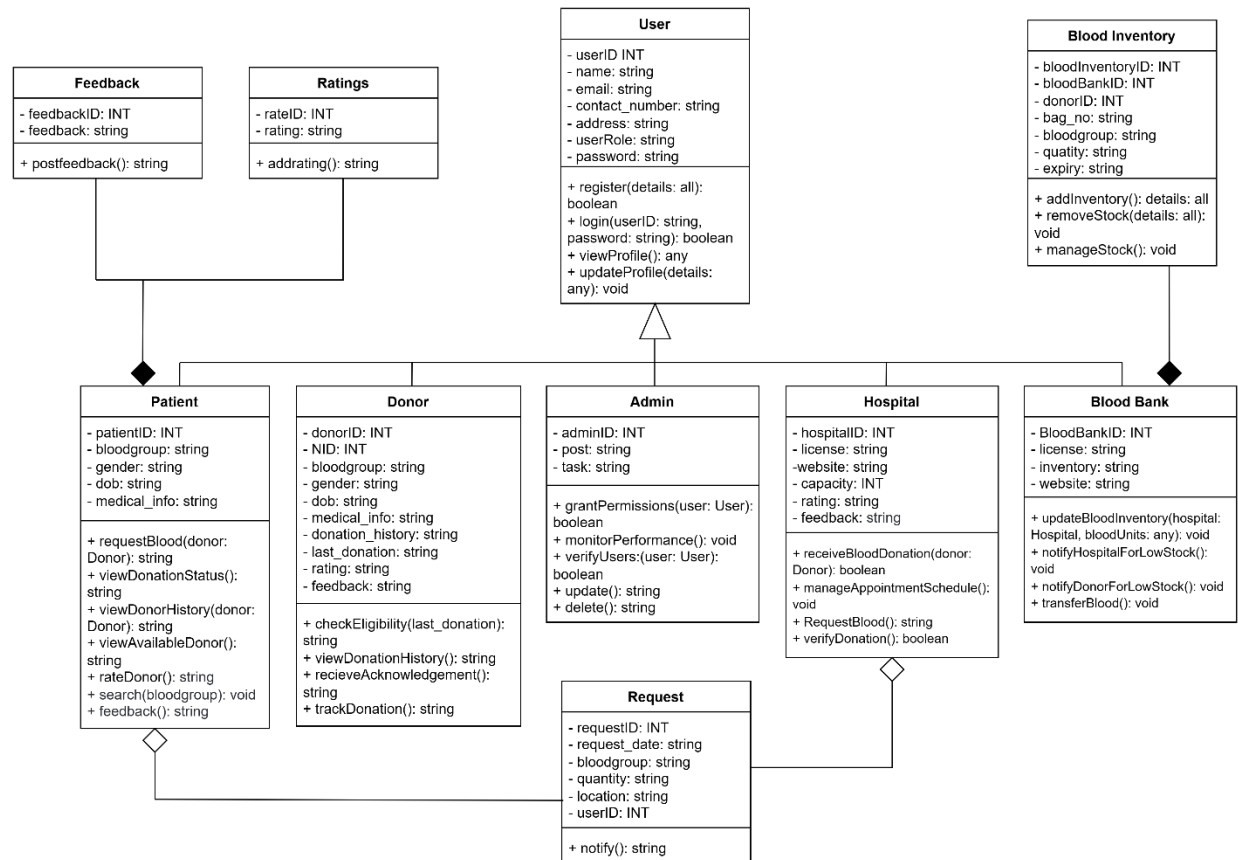 User
- userID INT
- name: string
- email: string
- contact_number: string
- address: string
- userRole: string
- password: string
+ register(details: all):
boolean
+ login(userID: string,
password: string): boolean
+ viewProfile(): any
+ updateProfile(details:
any): void
Blood Inventory
- bloodInventoryID: INT
- bloodBankID: INT
- donorID: INT
- bag_no: string
- bloodgroup: string
- quatity: string
- expiry: string
+ addInventory(): details: all
+ removeStock(details: all):
void
+ manageStock(): void
Feedback
- feedbackID: INT
- feedback: string
+ postfeedback(): string
Ratings
- rateID: INT
- rating: string
+ addrating(): string
Patient
- patientID: INT
- bloodgroup: string
- gender: string
- dob: string
- medical_info: string
+ requestBlood(donor:
Donor): string
+ viewDonationStatus():
string
+ viewDonorHistory(donor:
Donor): string
+ viewAvailableDonor():
string
+ rateDonor(): string
+ search(bloodgroup): void
+ feedback(): string
Donor
- donorID: INT
- NID: INT
- bloodgroup: string
- gender: string
- dob: string
- medical_info: string
- donation_history: string
- last_donation: string
- rating: string
- feedback: string
+ checkEligibility(last_donation):
string
+ viewDonationHistory(): string
+ recieveAcknowledgement():
string
+ trackDonation(): string
Admin
- adminID: INT
- post: string
- task: string
+ grantPermissions(user: User):
boolean
+ monitorPerformance(): void
+ verifyUsers:(user: User):
boolean
+ update(): string
+ delete(): string
Hospital
- hospitalID: INT
- license: string
-website: string
- capacity: INT
- rating: string
- feedback: string
+ receiveBloodDonation(donor:
Donor): boolean
+ manageAppointmentSchedule():
void
+ RequestBlood(): string
+ verifyDonation(): boolean
Blood Bank
- BloodBankID: INT
- license: string
- inventory: string
- website: string
+ updateBloodInventory(hospital:
Hospital, bloodUnits: any): void
+ notifyHospitalForLowStock():
void
+ notifyDonorForLowStock(): void
+ transferBlood(): void
Request
- requestID: INT
- request_date: string
- bloodgroup: string
- quantity: string
- location: string
- userID: INT
+ notify(): string